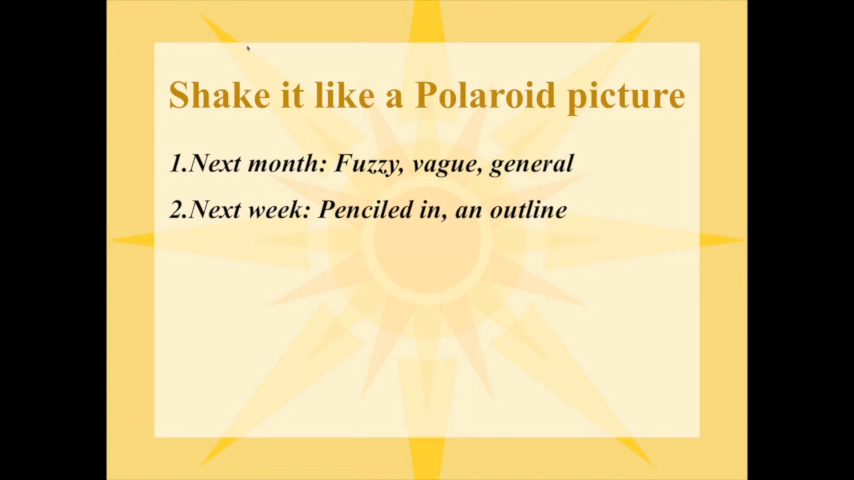 Shake it like a Polaroid picture
1.Next month: Fuzzy, vague, general
2.Next week: Penciled in, an outline